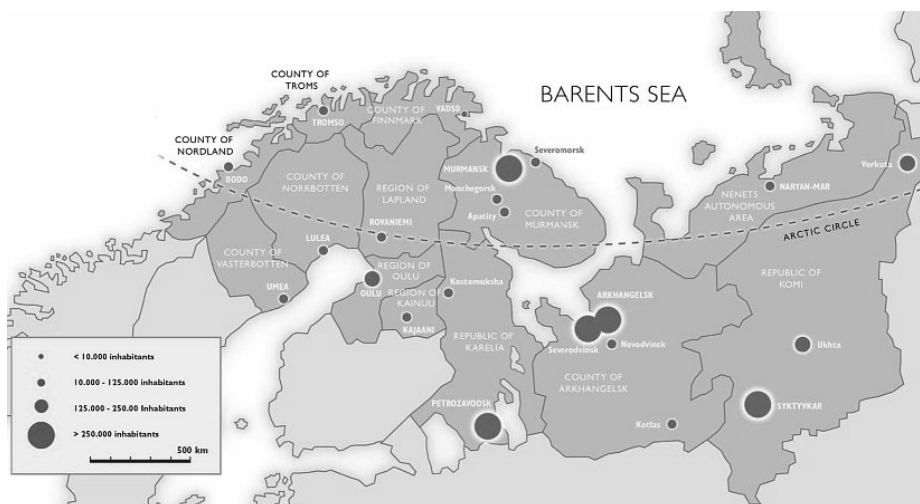 COUNTY OF
TROMS
BARENTS SEA
COUNTY OF
FINNMARK
VADSO
TROMSO
COUNTY OF
NORDLAND
BODO
Severomorsk
MURMANSK
Yorkuta
COUNTY OF
NORRBOTTEN
REGION OF
LAPLAND
Monchegorsk
NARYAN-MAR
NENETS
AUTONOMOUS
AREA
Apatity
COUNTY OF
MURMANSK
ROVANIEMI
ARCTIC CIRCLE
LULEA
COUNTY OF
VASTERBOTTEN
REGION OF
OULU
REPUBLIC OF
KOMI
OULU
UMEA
REGION OF
KAINUU
Kostomuksha
ARKHANGELSK
KAJAANI
REPUBLIC OF
KARELIA
Severodvinsk
Novodvinsk
Ukhta
COUNTY OF
ARKHANGELSK
PETROZAVODSK
SYKTYVKAR
Kotlas
< 10.000 inhabitants
10.000 - 125.000 inhabitants
125.000 - 250.00 Inhabitants
> 250.000 inhabitants
500 km